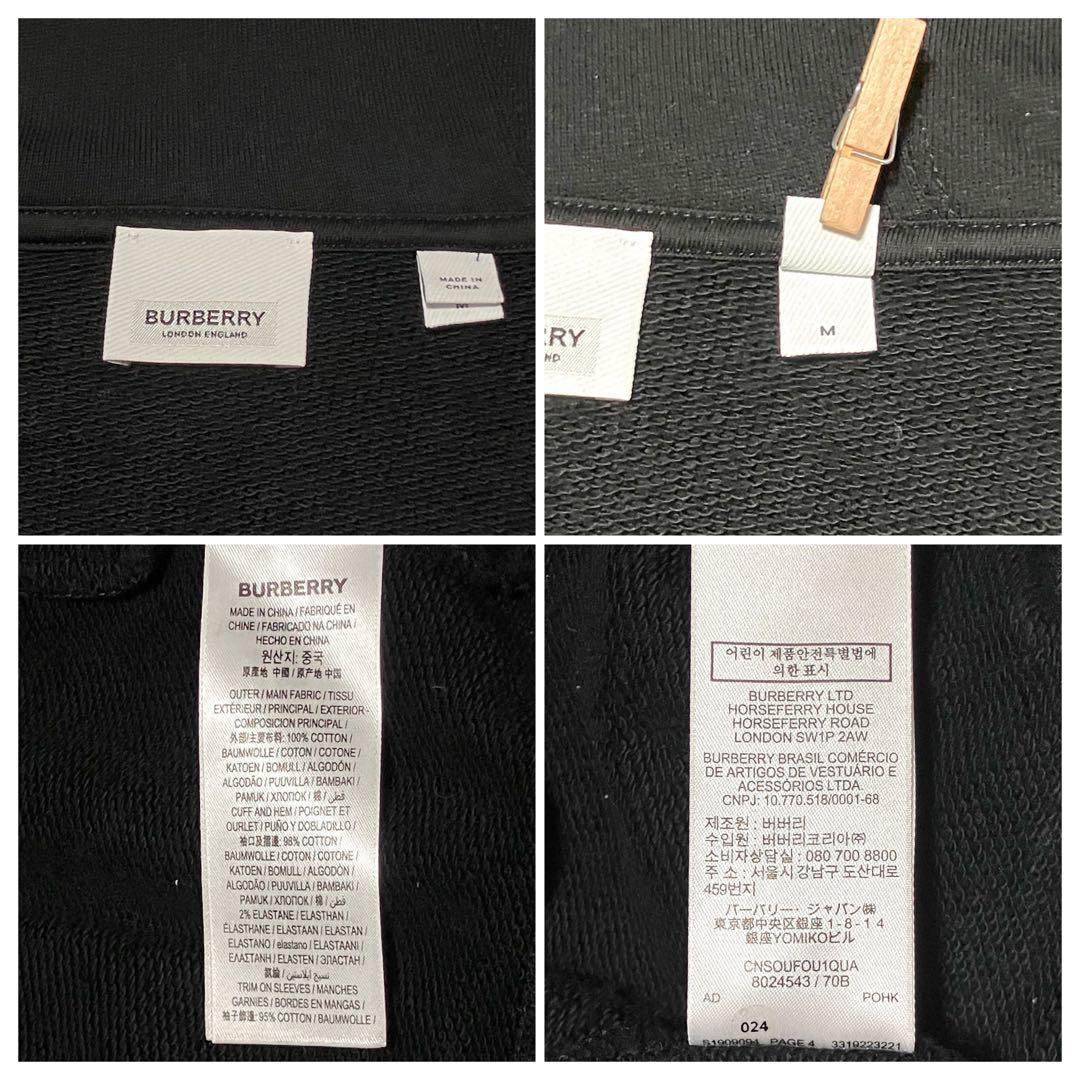 BURBERRY
LONDON ENGLAND
MADE IN
CHINA
M
M
BURBERRY
MADE IN CHINA / FABRIQUÉ EN
CHINE / FABRICADO NA CHINA /
HECHO EN CHINA
원산지: 중국
原產地 中國 / 原产地 中国
OUTER / MAIN FABRIC / TISSU
EXTÉRIEUR / PRINCIPAL / EXTERIOR-
COMPOSICION PRINCIPAL /
外部/主要布料: 100% COTTON /
BAUMWOLLE / COTON / COTONE /
KATOEN / BOMULL / ALGODÓN /
ALGODÃO / PUUVILLA / BAMBAKI /
PAMUK / ХЛОПОК / 棉 / قطن /
CUFF AND HEM / POIGNET ET
OURLET / PUÑO Y DOBLADILLO /
袖口及摺邊: 98% COTTON /
BAUMWOLLE / COTON / COTONE /
KATOEN / BOMULL / ALGODÓN /
ALGODÃO / PUUVILLA / BAMBAKI /
PAMUK / ХЛОПОК / 棉 / قطن /
2% ELASTANE / ELASTHAN /
ÉLASTHANE / ELASTAAN / ELASTAN /
ELASTANO / elastano / ELASTAANI /
ΕΛΑΣΤΑΝΗ / ELASTEN / ЭЛАСТАН /
نسيج ايلاستين /
TRIM ON SLEEVES / MANCHES
GARNIES / BORDES EN MANGAS /
袖子飾邊: 95% COTTON /
BAUMWOLLE / COTON / COTONE /
RRY
ND
어린이 제품안전특별법에
의한 표시
BURBERRY LTD
HORSEFERRY HOUSE
HORSEFERRY ROAD
LONDON SW1P 2AW
BURBERRY BRASIL COMÉRCIO
DE ARTIGOS DE VESTUÁRIO E
ACESSÓRIOS LTDA.
CNPJ: 10.770.518/0001-68
제조원 : 버버리
수입원 : 버버리코리아㈜
소비자상담실 : 080 700 8800
주 소 : 서울시 강남구 도산대로
459번지
バーバリー・ジャパン㈱
東京都中央区銀座 1-8-14
銀座YOMIKOビル
CNSOUFOU1QUA
8024543 / 70B
AD POHK
024
S1909094 PAGE 4 3319223221